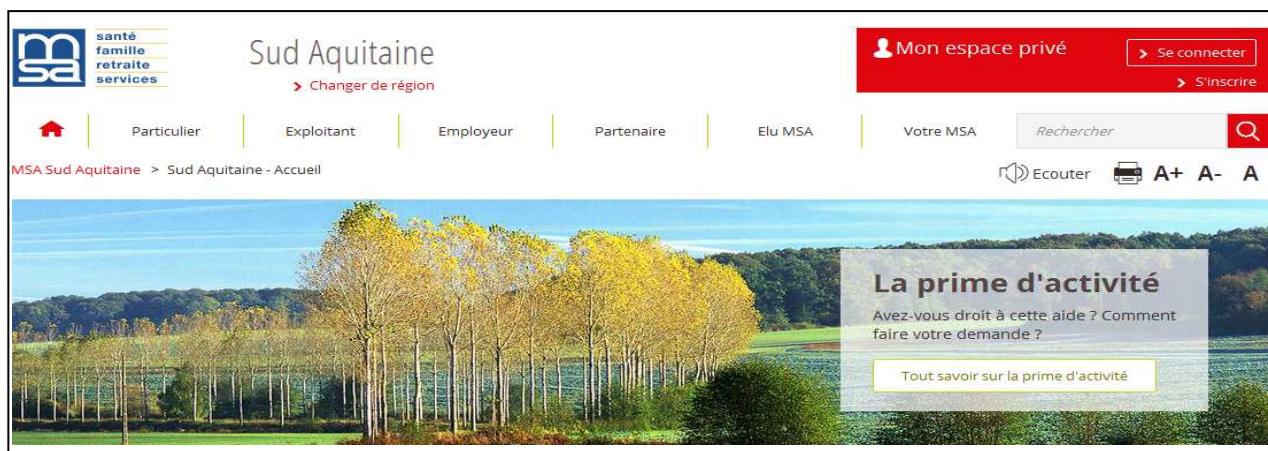 msa
santé
famille
retraite
services
Sud Aquitaine
> Changer de région
Mon espace privé
> Se connecter
> S'inscrire
Particulier Exploitant Employeur Partenaire Elu MSA Votre MSA Rechercher
MSA Sud Aquitaine > Sud Aquitaine - Accueil
Ecouter A+ A- A
La prime d'activité
Avez-vous droit à cette aide ? Comment
faire votre demande ?
Tout savoir sur la prime d'activité